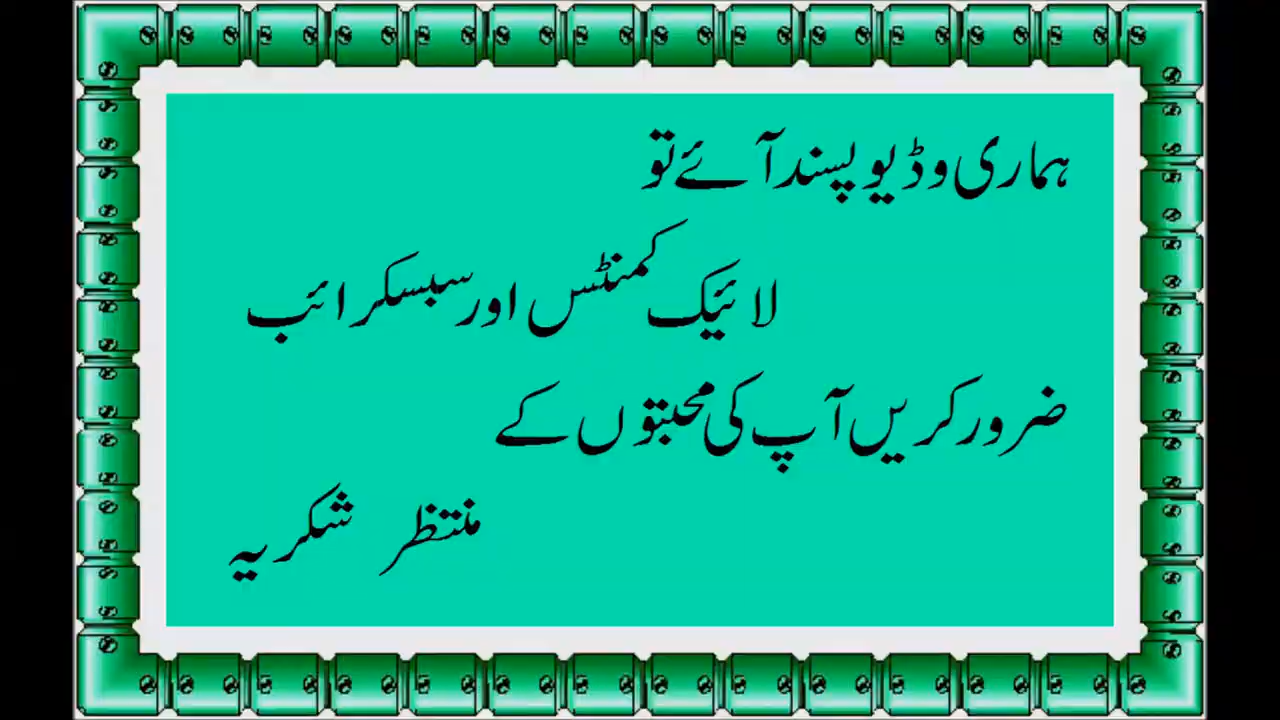 ہماری وڈیو پسند آئے تو
لائیک کمنٹس اور سبسکرائب
ضرور کریں آپ کی محبتوں کے
منتظر شکریہ